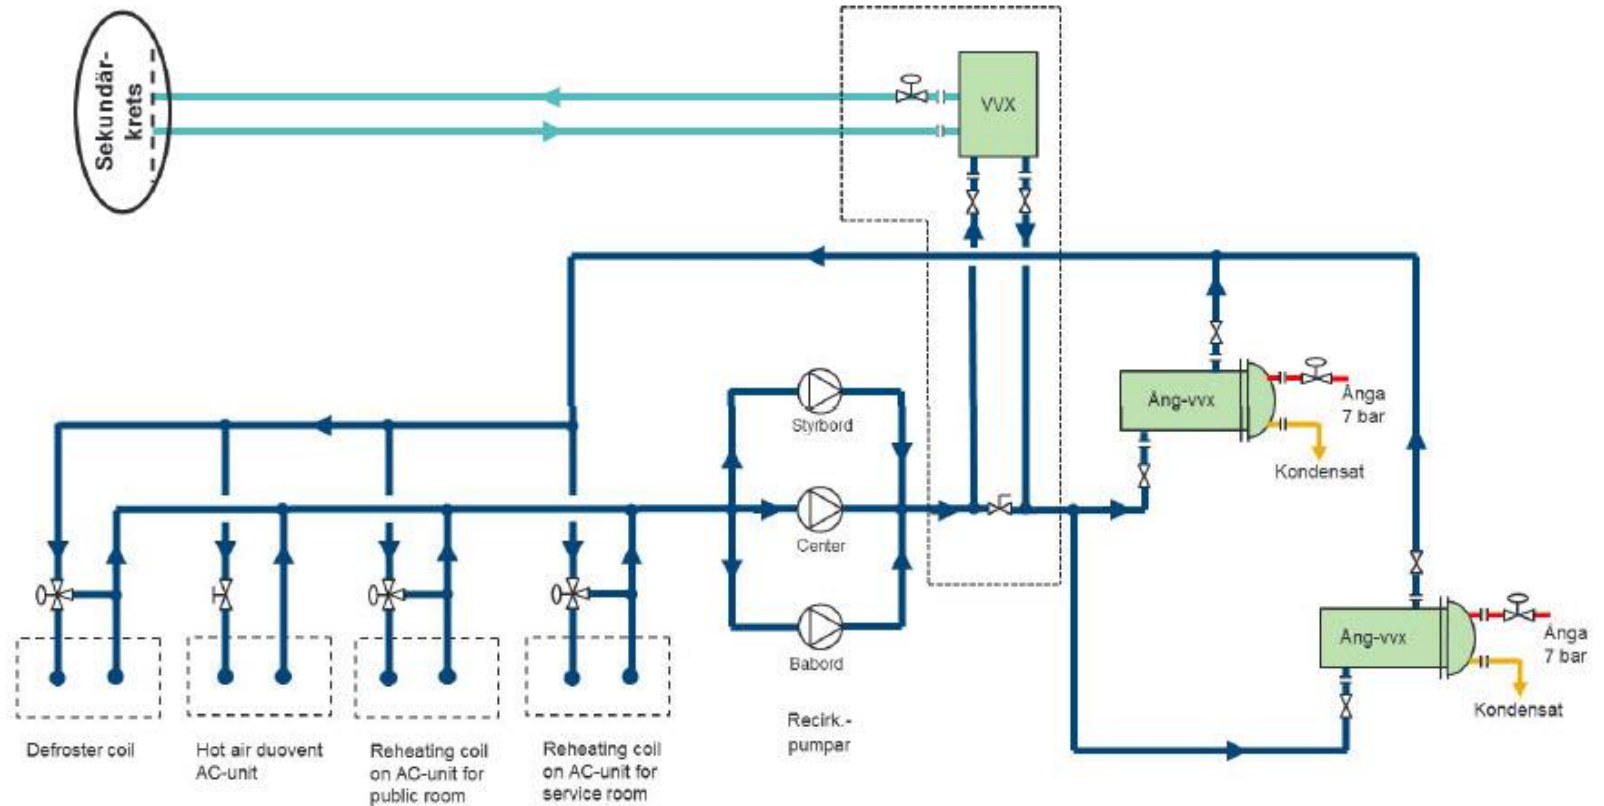 Sekundär-
krets
VVX
Styrbord
Center
Babord
Recirk.-
pumpar
Äng-vvx
Ånga
7 bar
Kondensat
Äng-vvx
Ånga
7 bar
Kondensat
Defroster coil
Hot air duovent
AC-unit
Reheating coil
on AC-unit for
public room
Reheating coil
on AC-unit for
service room